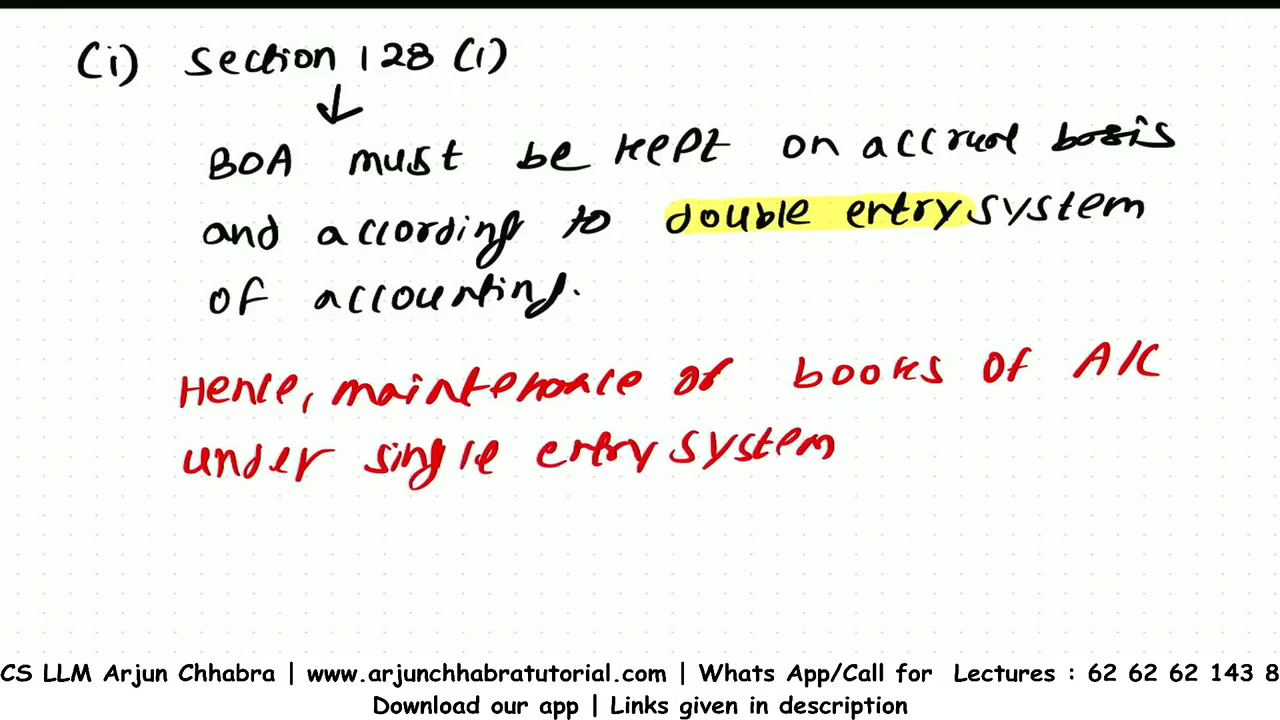 (i) Section 128 (1)
BOA must be kept on accrual basis
and according to double entry system
of accounting.
Hence, maintenance of books of A/C
under single entry system
CS LLM Arjun Chhabra | www.arjunchhabratutorial.com | Whats App/Call for Lectures : 62 62 62 143 8
Download our app | Links given in description